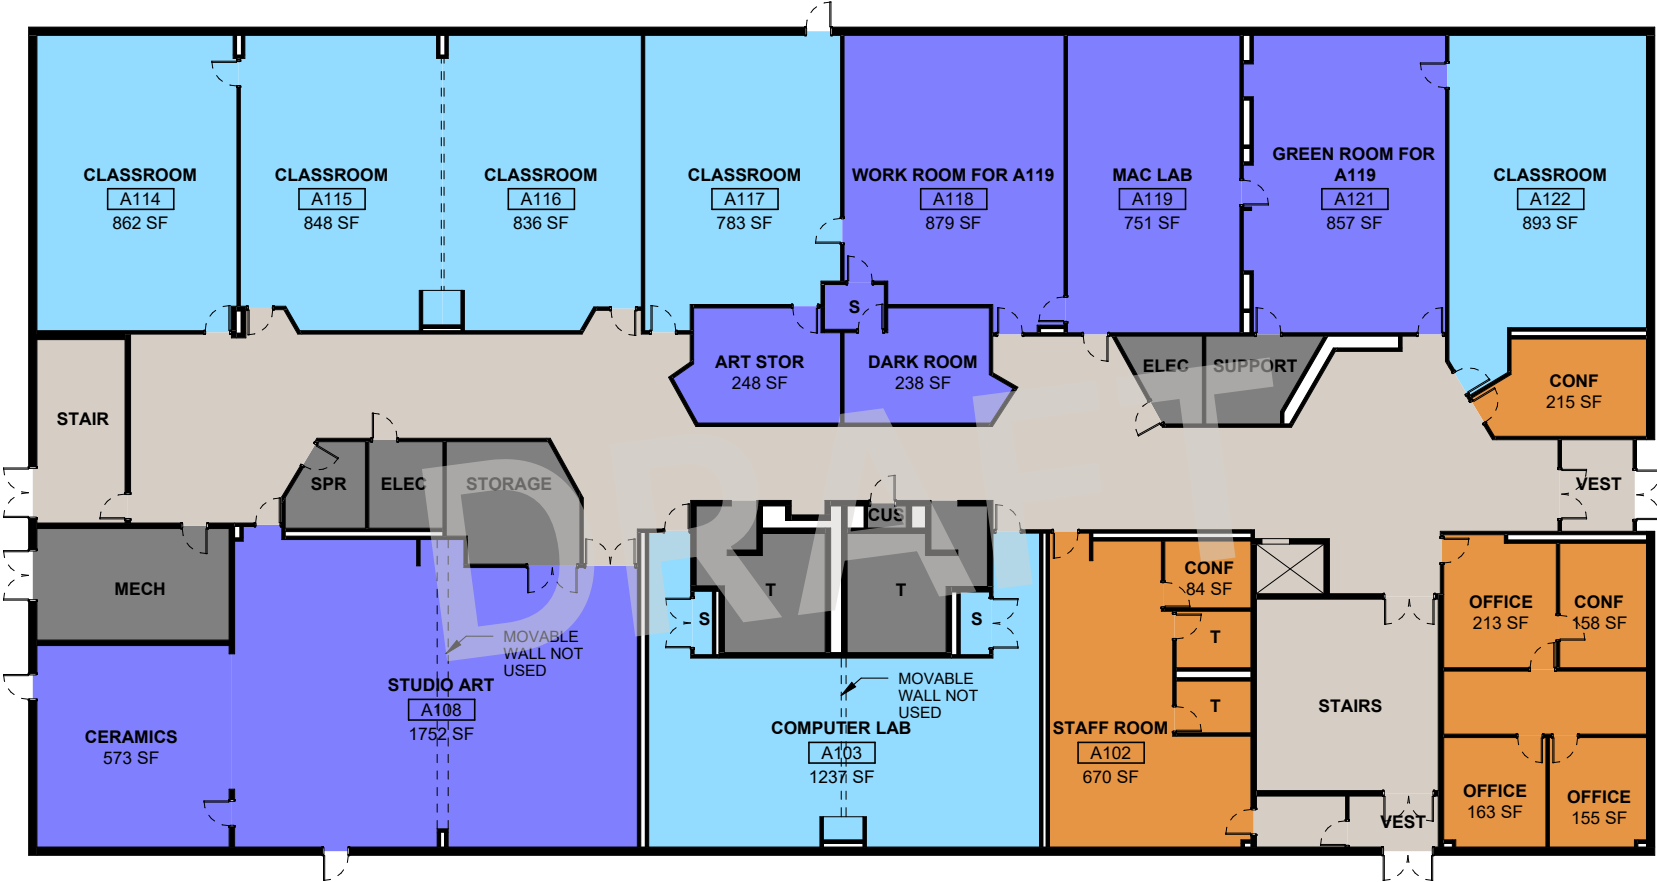 CLASSROOM
A114
862 SF
CLASSROOM
A115
848 SF
CLASSROOM
A116
836 SF
CLASSROOM
A117
783 SF
WORK ROOM FOR A119
A118
879 SF
MAC LAB
A119
751 SF
GREEN ROOM FOR
A119
A121
857 SF
CLASSROOM
A122
893 SF
S
ART STOR
248 SF
DARK ROOM
238 SF
ELEC
SUPPORT
CONF
215 SF
STAIR
SPR
ELEC
STORAGE
VEST
CUS
DRAFT
MECH
T
T
S
S
CONF
84 SF
T
T
OFFICE
213 SF
CONF
158 SF
MOVABLE
WALL NOT
USED
STUDIO ART
A108
1752 SF
MOVABLE
WALL NOT
USED
CERAMICS
573 SF
COMPUTER LAB
A103
1237 SF
STAFF ROOM
A102
670 SF
STAIRS
VEST
OFFICE
163 SF
OFFICE
155 SF